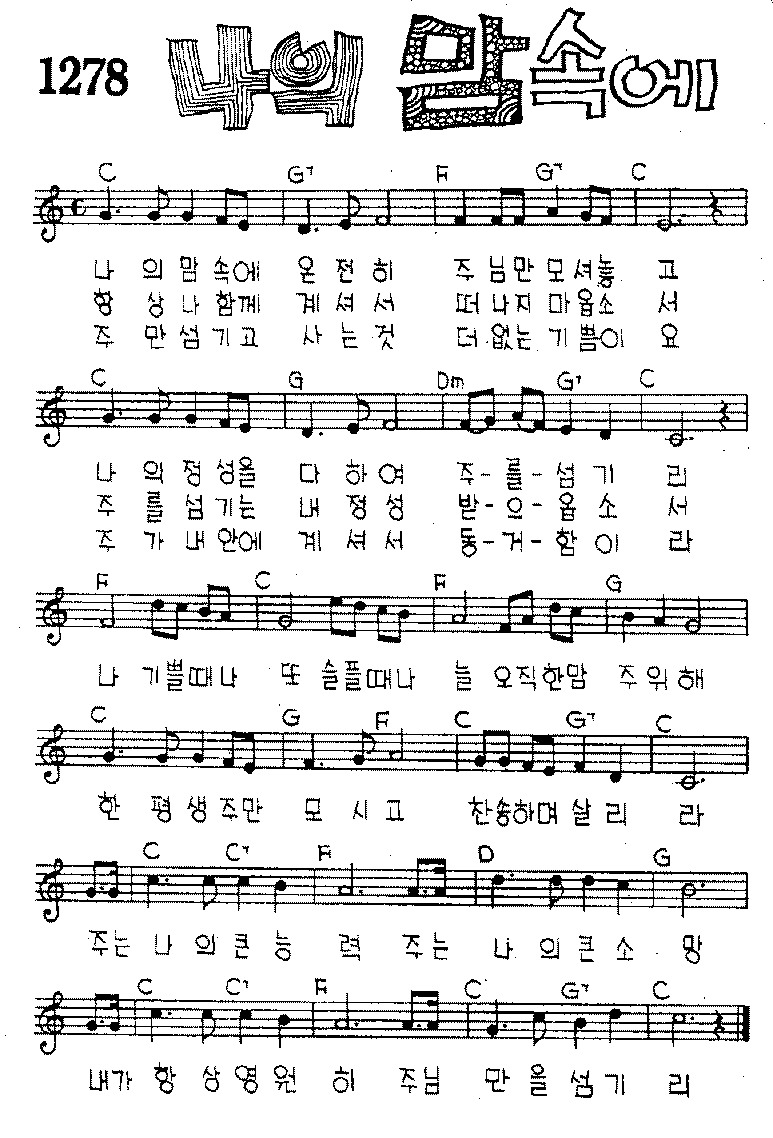 1278 나의 맘속에
C G7 F G7 C
나 의맘속에 온 전히 주님만모셔놓 고
항 상나함께 계셔서 떠나지마옵소 서
주 만섬기고 사는것 더없는기쁨이 요
C G Dm G7 C
나 의정성을 다하여 주-를-섬기 리
주 를섬기는 내정성 받-으-옵소 서
주 가내안에 계셔서 동-거-함이 라
F C F G
나 기쁠때나 또 슬플때나 늘 오직한맘 주위해
C G F C G7 C
한 평생주만 모시고 찬송하며살리 라
C C7 F D G
주는 나 의큰능 력 주는 나 의큰소 망
C C7 F C G7 C
내가 항 상영원 히 주님 만을섬기 리